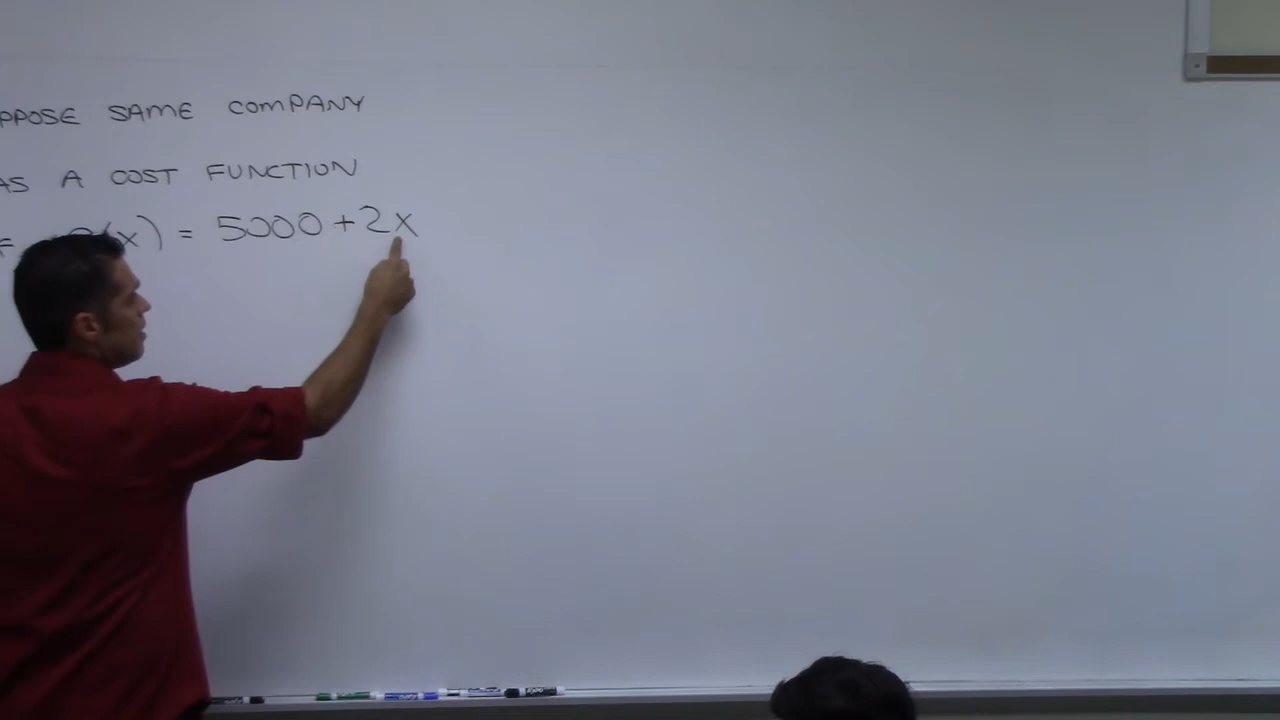 PPOSE SAME COMPANY
AS A COST FUNCTION
F (x) = 5000 + 2x